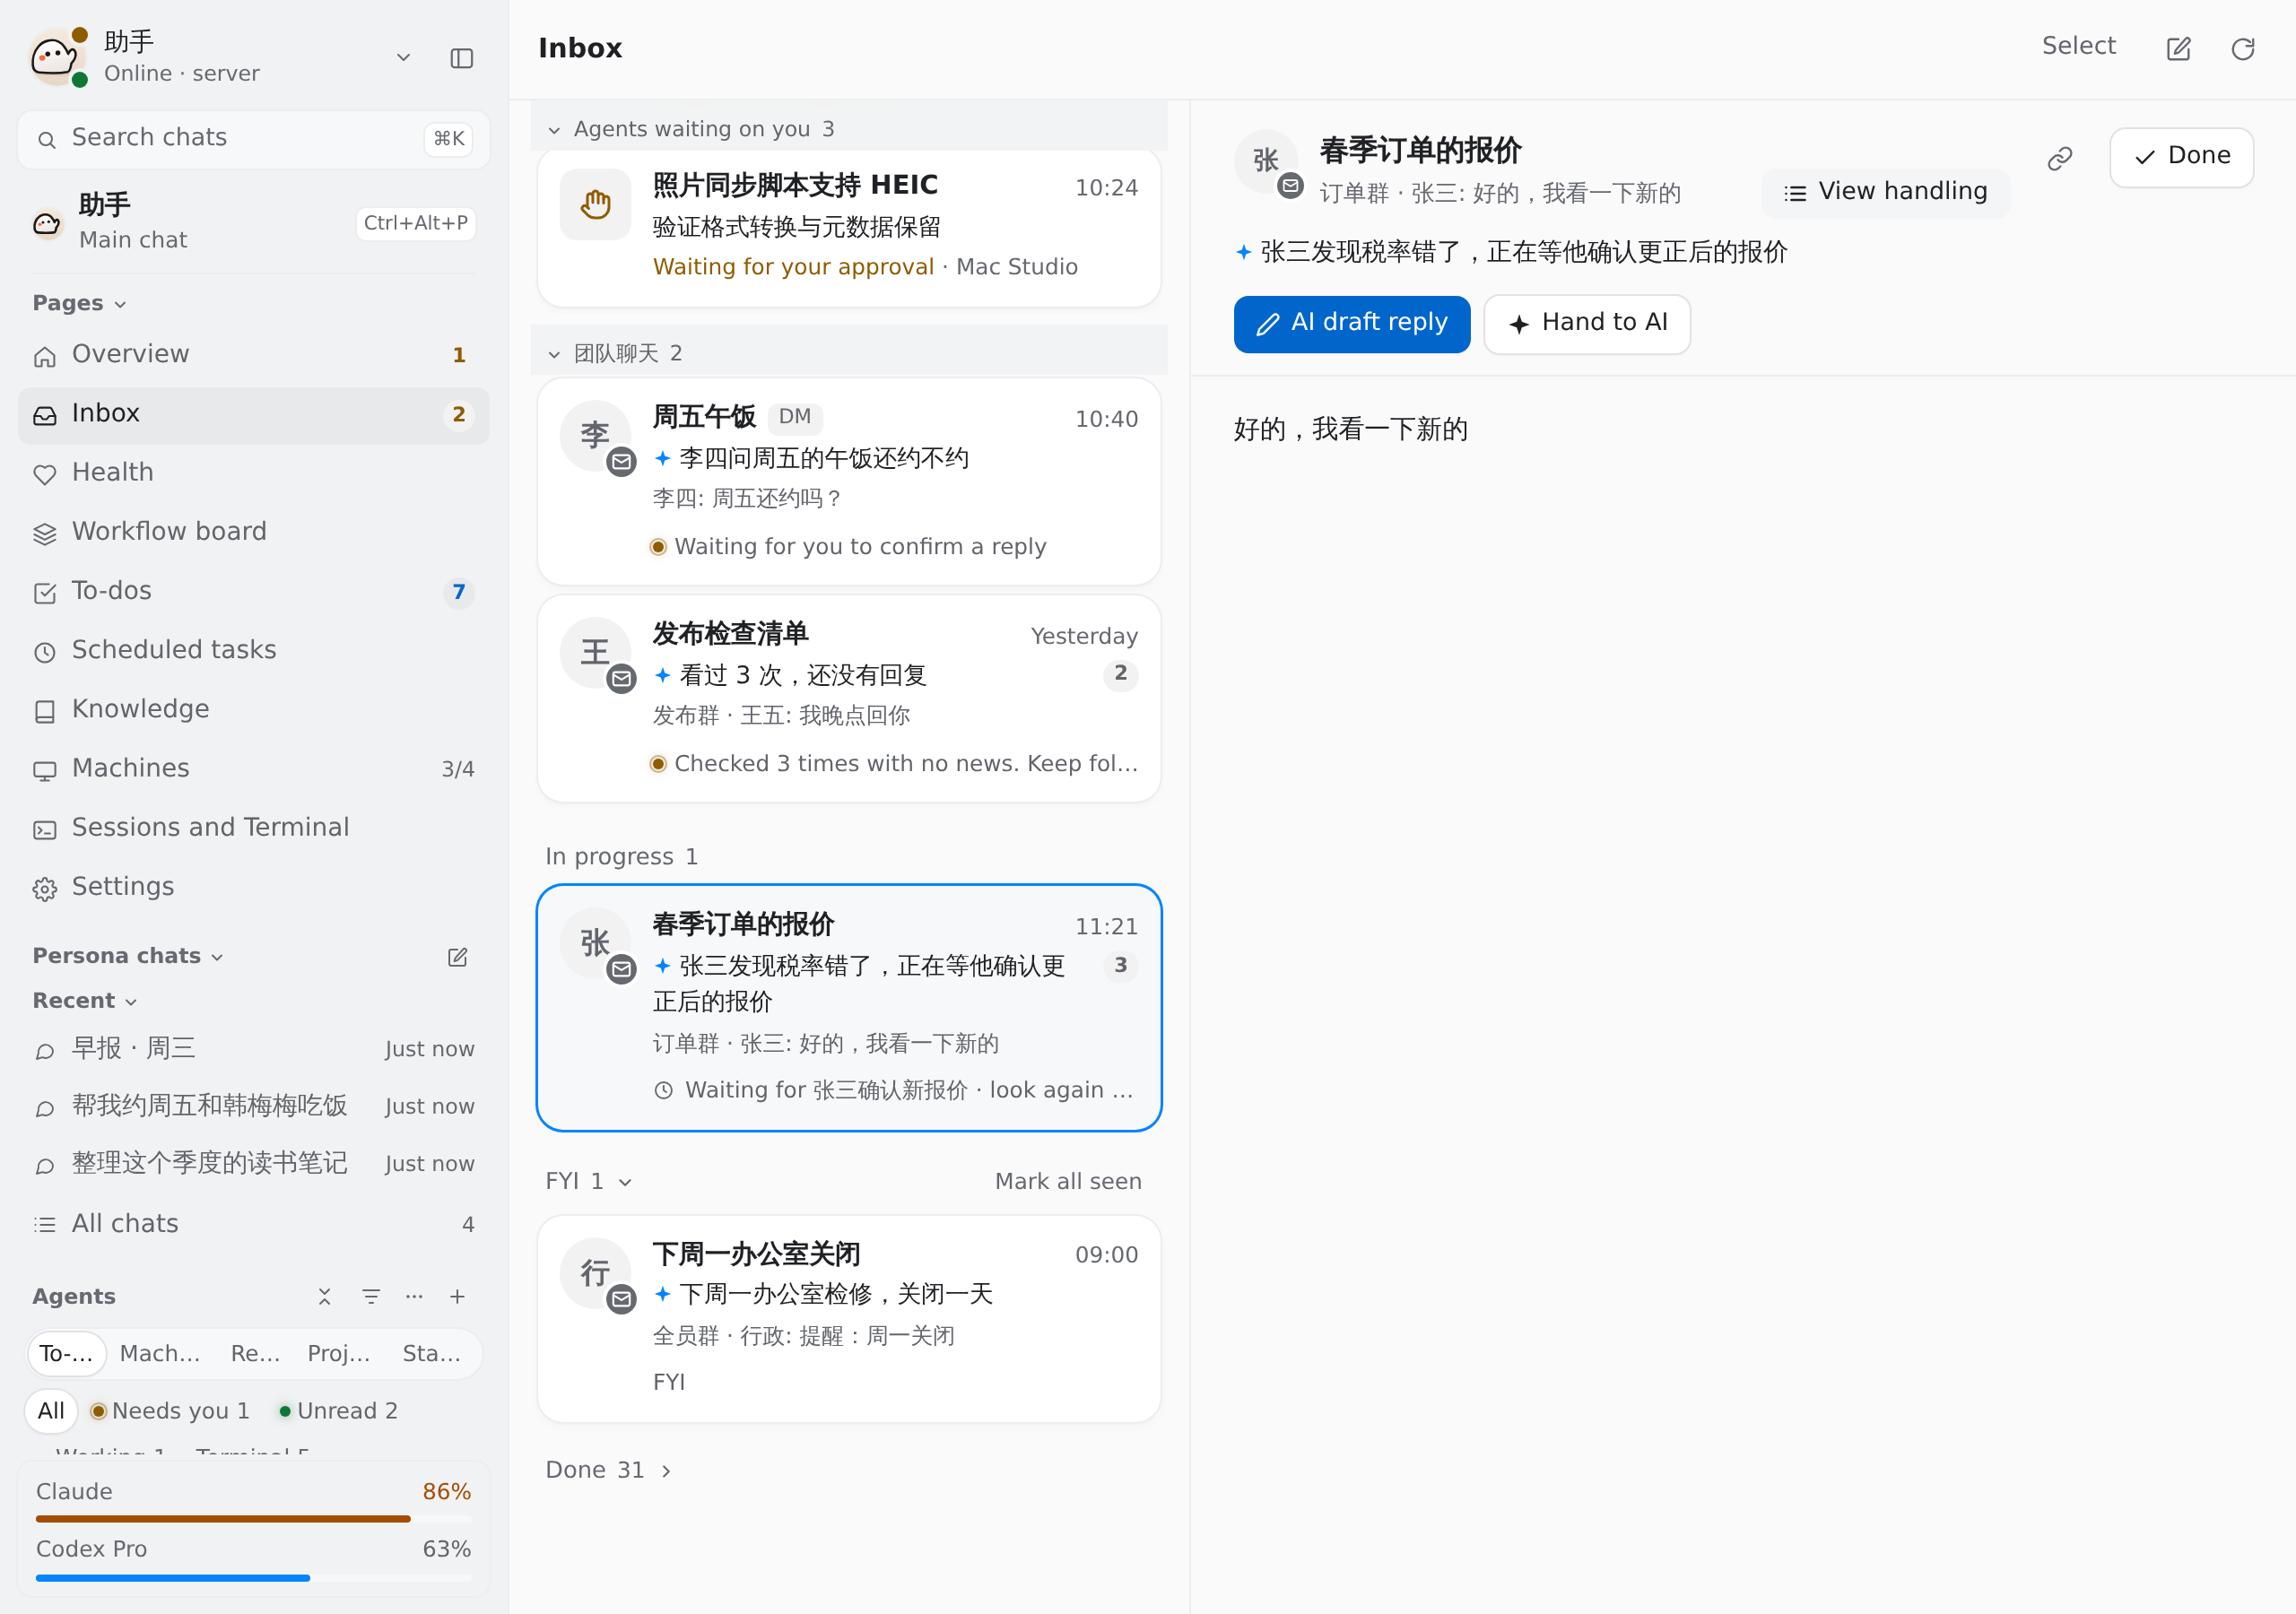 助手
Online · server
Search chats
⌘K
助手
Main chat
Ctrl+Alt+P
Pages
Overview
1
Inbox
2
Health
Workflow board
To-dos
7
Scheduled tasks
Knowledge
Machines
3/4
Sessions and Terminal
Settings
Persona chats
Recent
早报 · 周三
Just now
帮我约周五和韩梅梅吃饭
Just now
整理这个季度的读书笔记
Just now
All chats
4
Agents
To-...
Mach...
Re...
Proj...
Sta...
All
Needs you 1
Unread 2
Working 1
Terminal 5
Claude
86%
Codex Pro
63%
Inbox
Select
Agents waiting on you 3
照片同步脚本支持 HEIC
10:24
验证格式转换与元数据保留
Waiting for your approval · Mac Studio
团队聊天 2
李
周五午饭
DM
10:40
李四问周五的午饭还约不约
李四: 周五还约吗？
Waiting for you to confirm a reply
王
发布检查清单
Yesterday
看过 3 次，还没有回复
2
发布群 · 王五: 我晚点回你
Checked 3 times with no news. Keep fol...
In progress 1
张
春季订单的报价
11:21
张三发现税率错了，正在等他确认更
正后的报价
3
订单群 · 张三: 好的，我看一下新的
Waiting for 张三确认新报价 · look again ...
FYI 1
Mark all seen
行
下周一办公室关闭
09:00
下周一办公室检修，关闭一天
全员群 · 行政: 提醒：周一关闭
FYI
Done 31
张
春季订单的报价
订单群 · 张三: 好的，我看一下新的
View handling
Done
张三发现税率错了，正在等他确认更正后的报价
AI draft reply
Hand to AI
好的，我看一下新的